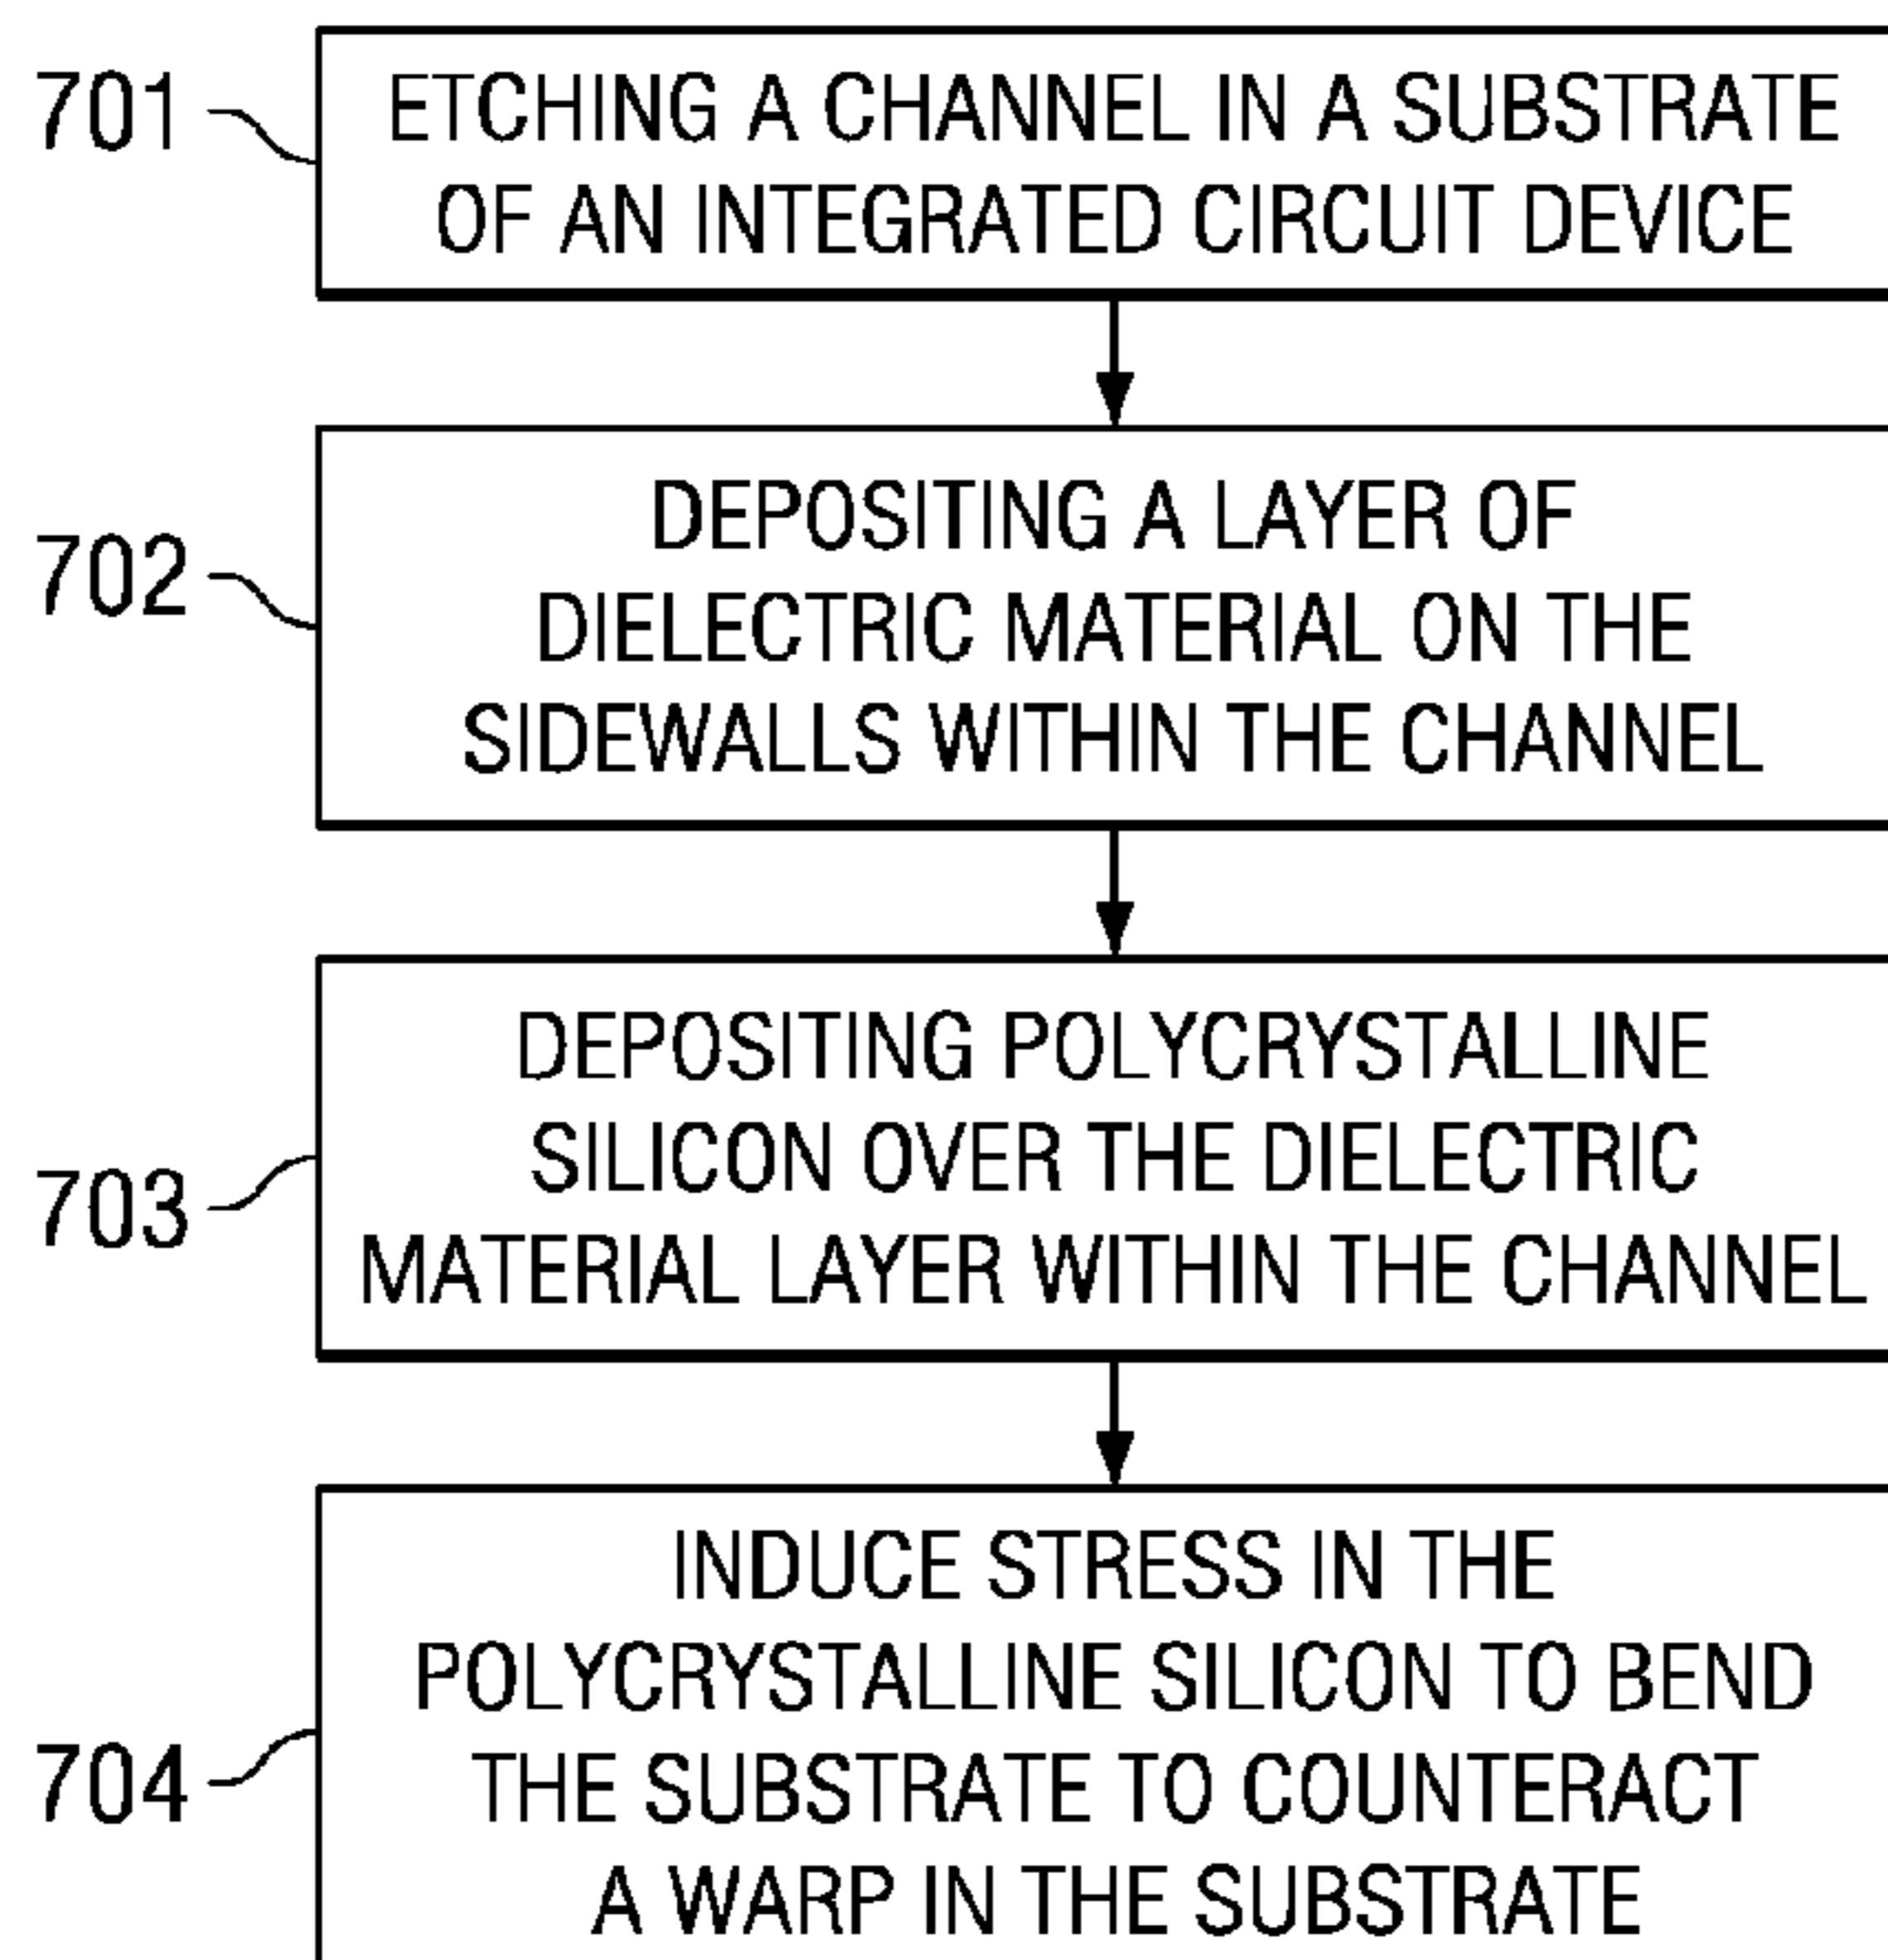 701
ETCHING A CHANNEL IN A SUBSTRATE
OF AN INTEGRATED CIRCUIT DEVICE
702
DEPOSITING A LAYER OF
DIELECTRIC MATERIAL ON THE
SIDEWALLS WITHIN THE CHANNEL
703
DEPOSITING POLYCRYSTALLINE
SILICON OVER THE DIELECTRIC
MATERIAL LAYER WITHIN THE CHANNEL
704
INDUCE STRESS IN THE
POLYCRYSTALLINE SILICON TO BEND
THE SUBSTRATE TO COUNTERACT
A WARP IN THE SUBSTRATE